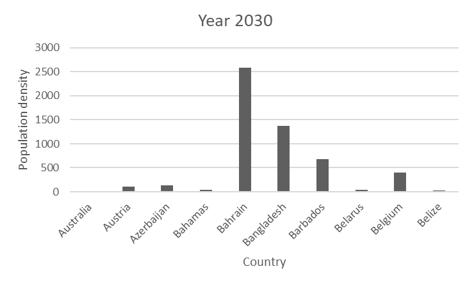 Year 2030
Population density
3000
2500
2000
1500
1000
500
0
Australia
Austria
Azerbaijan
Bahamas
Bahrain
Bangladesh
Barbados
Belarus
Belgium
Belize
Country